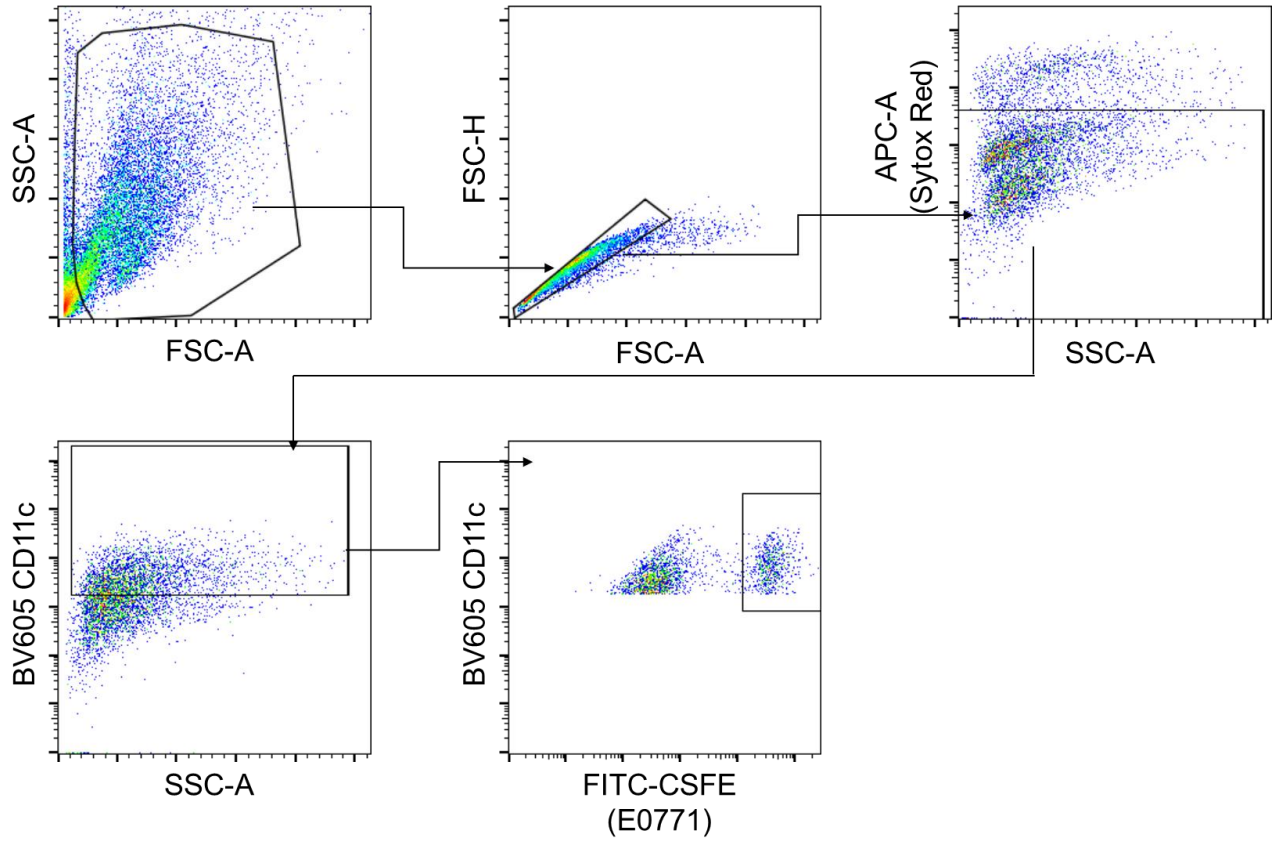 SSC-A
FSC-A
FSC-H
FSC-A
APC-A
(Sytox Red)
SSC-A
BV605 CD11c
SSC-A
BV605 CD11c
FITC-CSFE
(E0771)